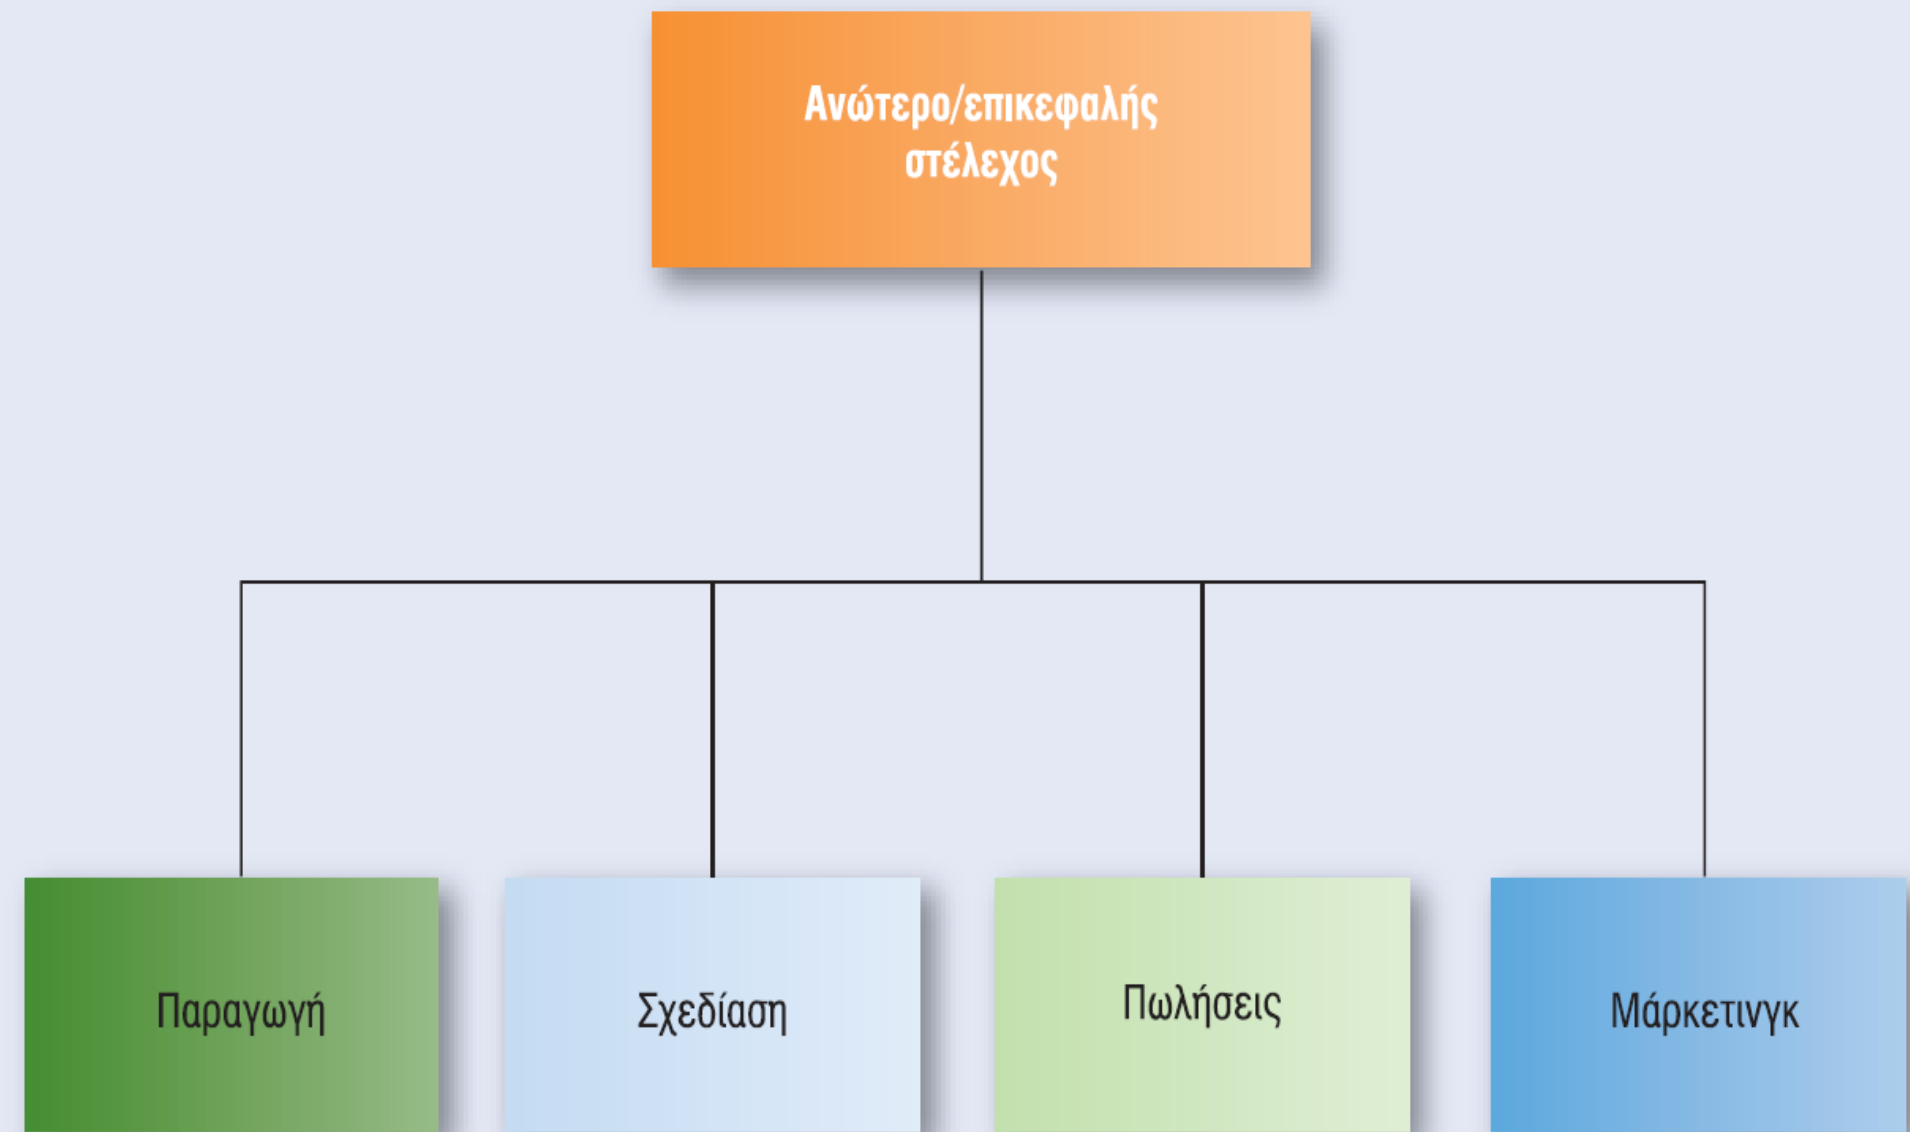 Ανώτερο/επικεφαλής
στέλεχος
Παραγωγή
Σχεδίαση
Πωλήσεις
Μάρκετινγκ